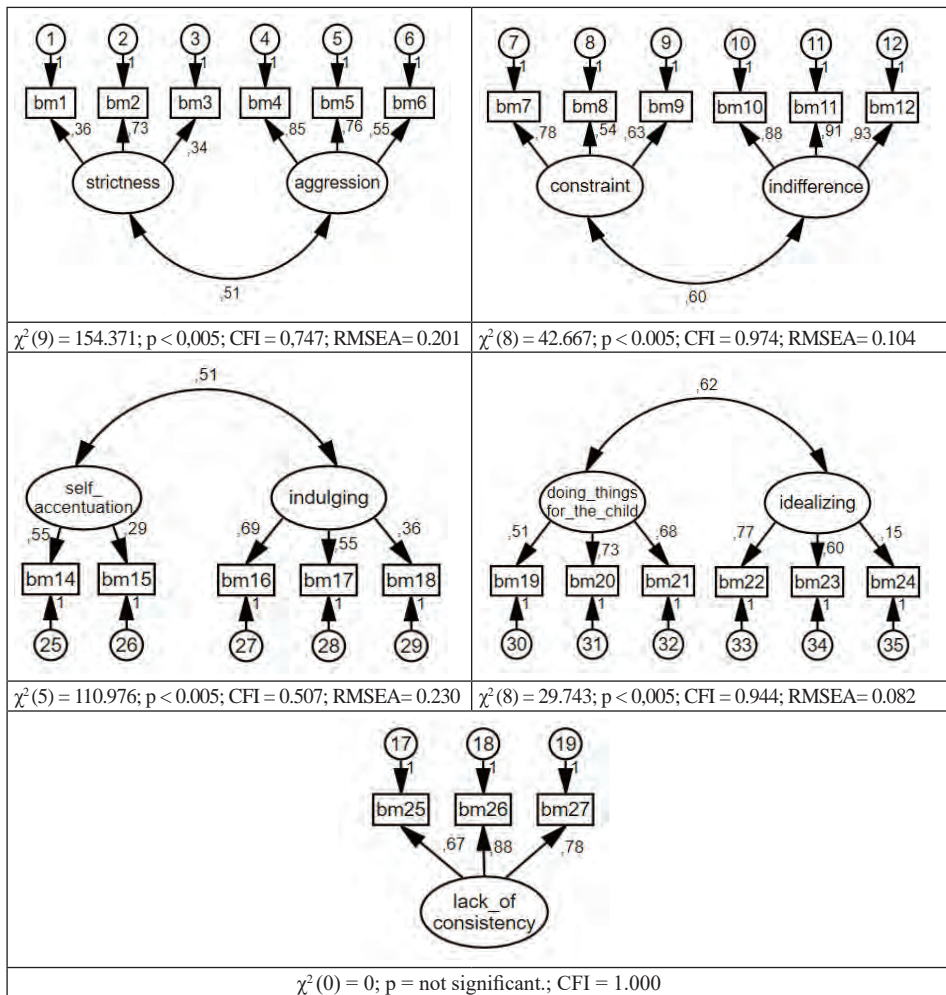 1 2 3 4 5 6
1 1 1 1 1 1
bm1 bm2 bm3 bm4 bm5 bm6
,36 ,73 ,34 ,85 ,76 ,55
strictness aggression
,51
χ²(9) = 154.371; p < 0,005; CFI = 0,747; RMSEA= 0.201
7 8 9 10 11 12
1 1 1 1 1 1
bm7 bm8 bm9 bm10 bm11 bm12
,78 ,54 ,63 ,88 ,91 ,93
constraint indifference
,60
χ²(8) = 42.667; p < 0.005; CFI = 0.974; RMSEA = 0.104
,51
self_
accentuation
indulging
,55 ,29 ,69 ,55 ,36
bm14 bm15 bm16 bm17 bm18
1 1 1 1 1
25 26 27 28 29
χ²(5) = 110.976; p < 0.005; CFI = 0.507; RMSEA= 0.230
,62
doing_things
for_the_child
idealizing
,51 ,73 ,68 ,77 ,60 ,15
bm19 bm20 bm21 bm22 bm23 bm24
1 1 1 1 1 1
30 31 32 33 34 35
χ²(8) = 29.743; p < 0,005; CFI = 0.944; RMSEA = 0.082
17 18 19
1 1 1
bm25 bm26 bm27
,67 ,88 ,78
lack_of
consistency
χ²(0) = 0; p = not significant.; CFI = 1.000